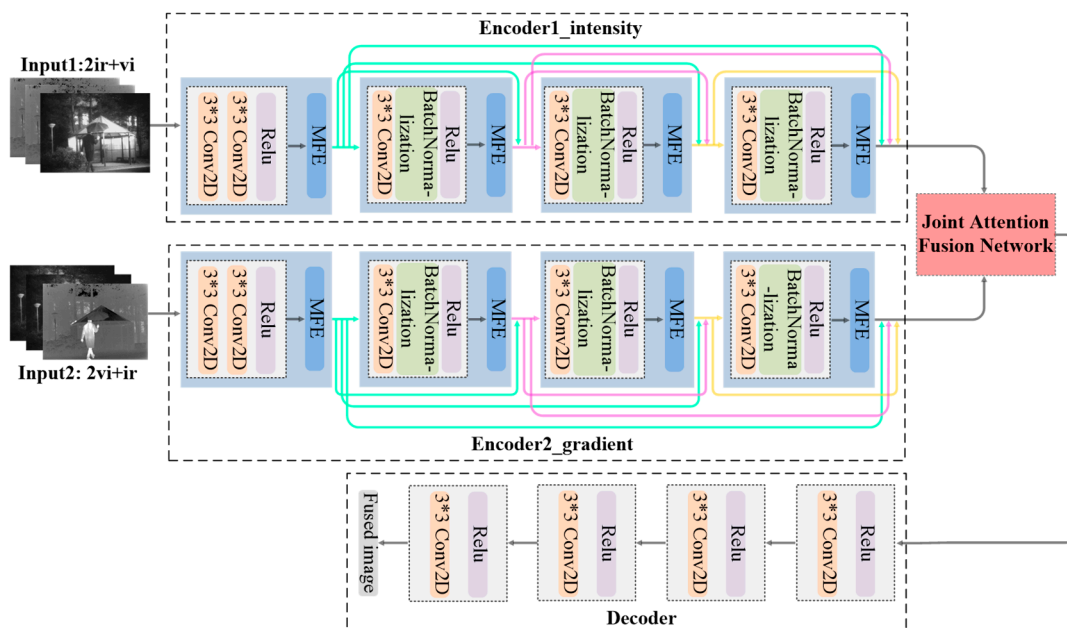 Encoder1_intensity
Input1:2ir+vi
3*3 Conv2D
3*3 Conv2D
Relu
MFE
3*3 Conv2D
BatchNorma-
lization
Relu
MFE
3*3 Conv2D
BatchNorma-
lization
Relu
MFE
3*3 Conv2D
BatchNorma-
lization
Relu
MFE
Joint Attention
Fusion Network
Input2: 2vi+ir
3*3 Conv2D
3*3 Conv2D
Relu
MFE
3*3 Conv2D
BatchNorma-
lization
Relu
MFE
3*3 Conv2D
BatchNorma-
lization
Relu
MFE
3*3 Conv2D
BatchNorma
-lization
Relu
MFE
Encoder2_gradient
Fused image
3*3 Conv2D
Relu
3*3 Conv2D
Relu
3*3 Conv2D
Relu
3*3 Conv2D
Relu
Decoder